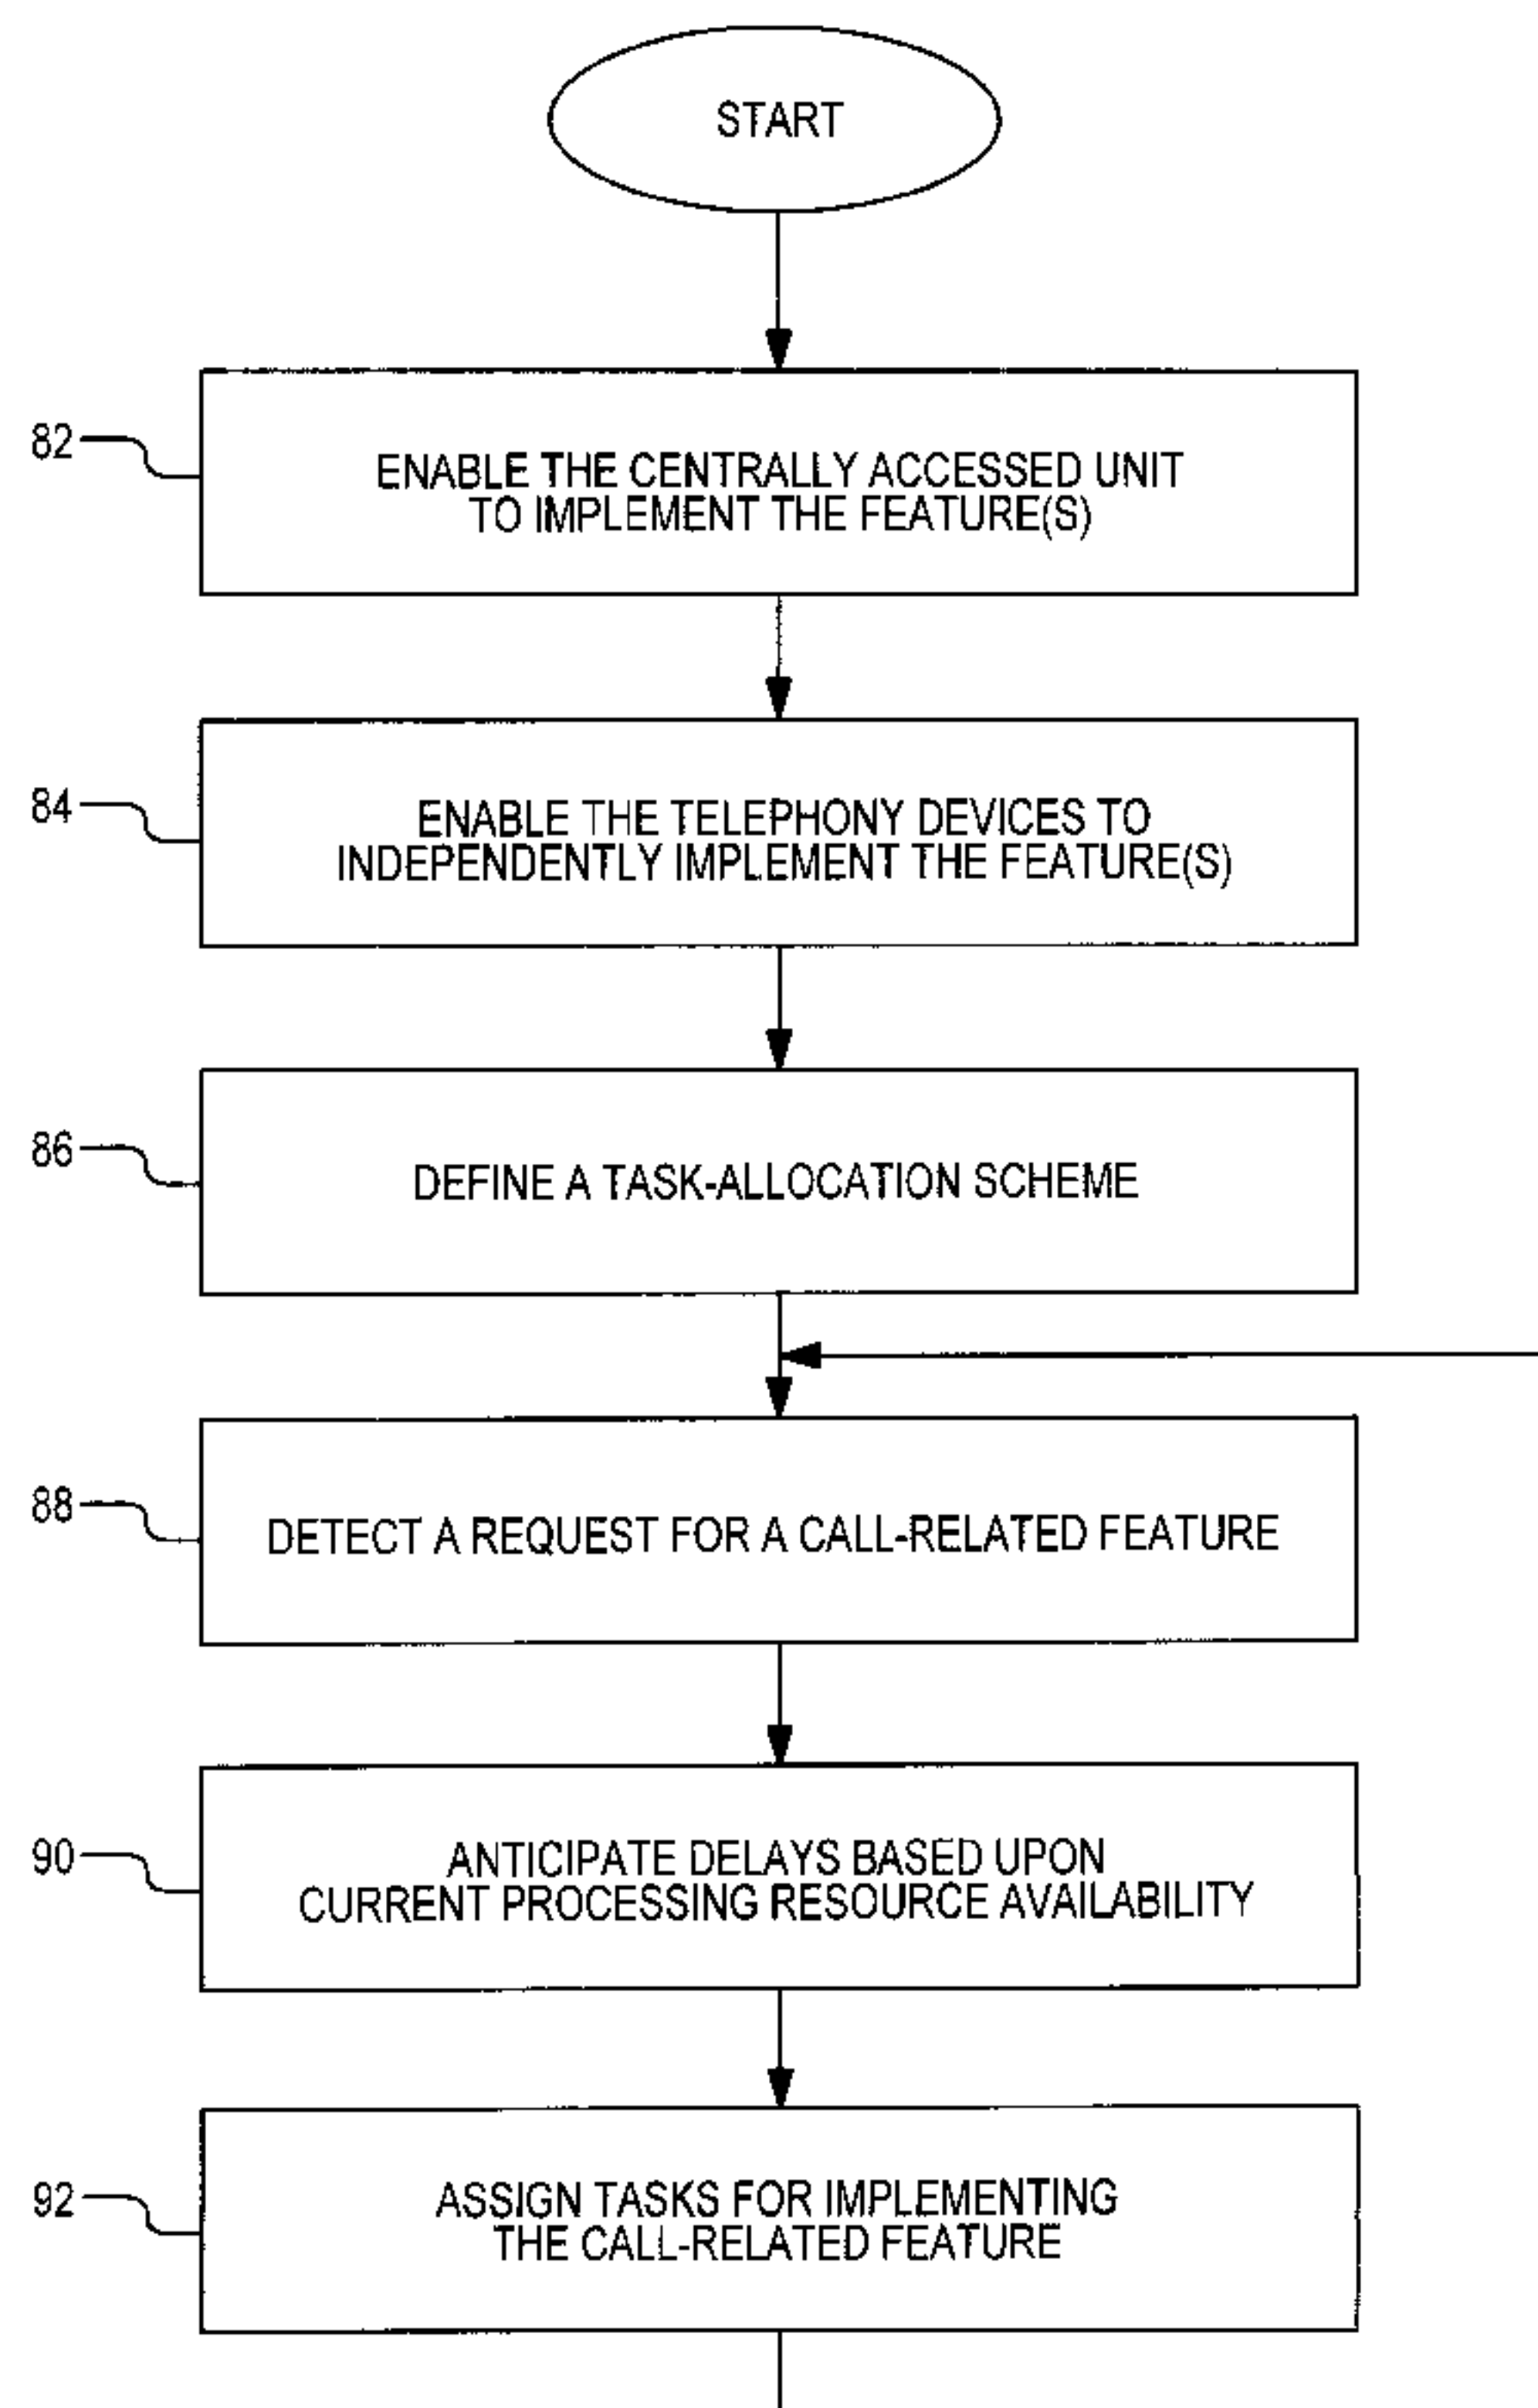 START
82
ENABLE THE CENTRALLY ACCESSED UNIT
TO IMPLEMENT THE FEATURE(S)
84
ENABLE THE TELEPHONY DEVICES TO
INDEPENDENTLY IMPLEMENT THE FEATURE(S)
86
DEFINE A TASK-ALLOCATION SCHEME
88
DETECT A REQUEST FOR A CALL-RELATED FEATURE
90
ANTICIPATE DELAYS BASED UPON
CURRENT PROCESSING RESOURCE AVAILABILITY
92
ASSIGN TASKS FOR IMPLEMENTING
THE CALL-RELATED FEATURE